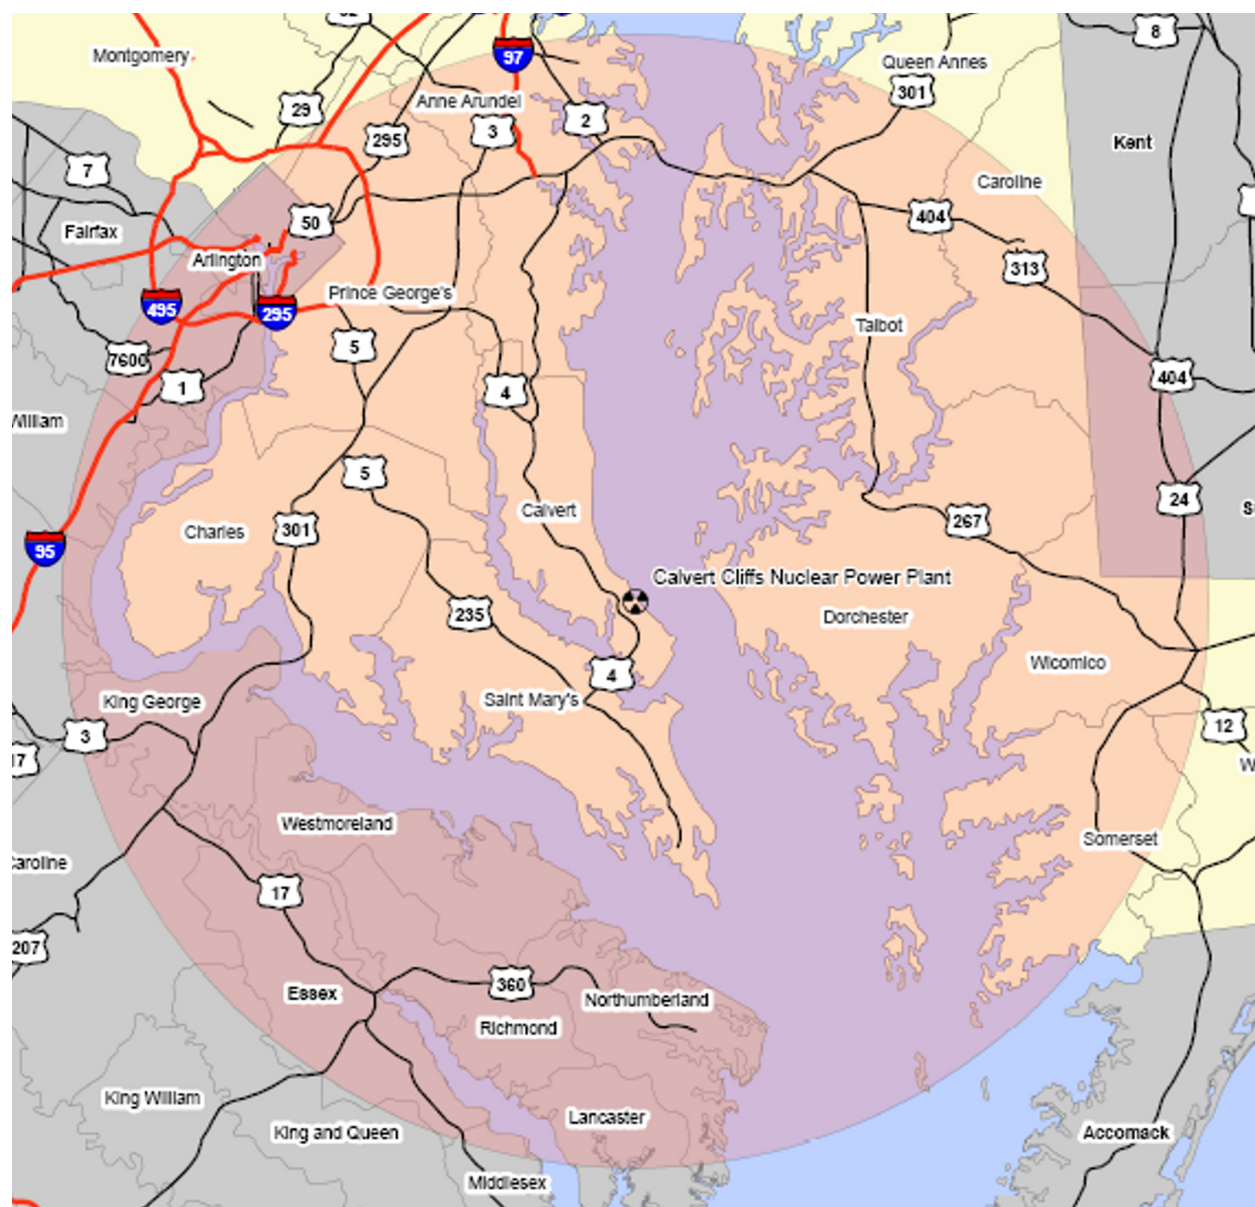 Montgomery
97
8
Queen Annes
301
Anne Arundel
29
2
3
295
Kent
7
Caroline
50
404
Fairfax
Arlington
313
Prince George's
495
295
Talbot
5
7600
404
1
4
William
5
24
Calvert
267
Charles
301
95
Calvert Cliffs Nuclear Power Plant
235
Dorchester
Wicomico
4
King George
Saint Mary's
3
12
17
W
Westmoreland
Somerset
aroline
17
207
360
Essex
Northumberland
Richmond
King William
Lancaster
King and Queen
Accomack
Middlesex